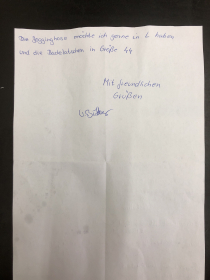 Die Jogginghose möchte ich gerne in L haben
und die Badelatschen in Größe 44
Mit freundlichen
Grüßen